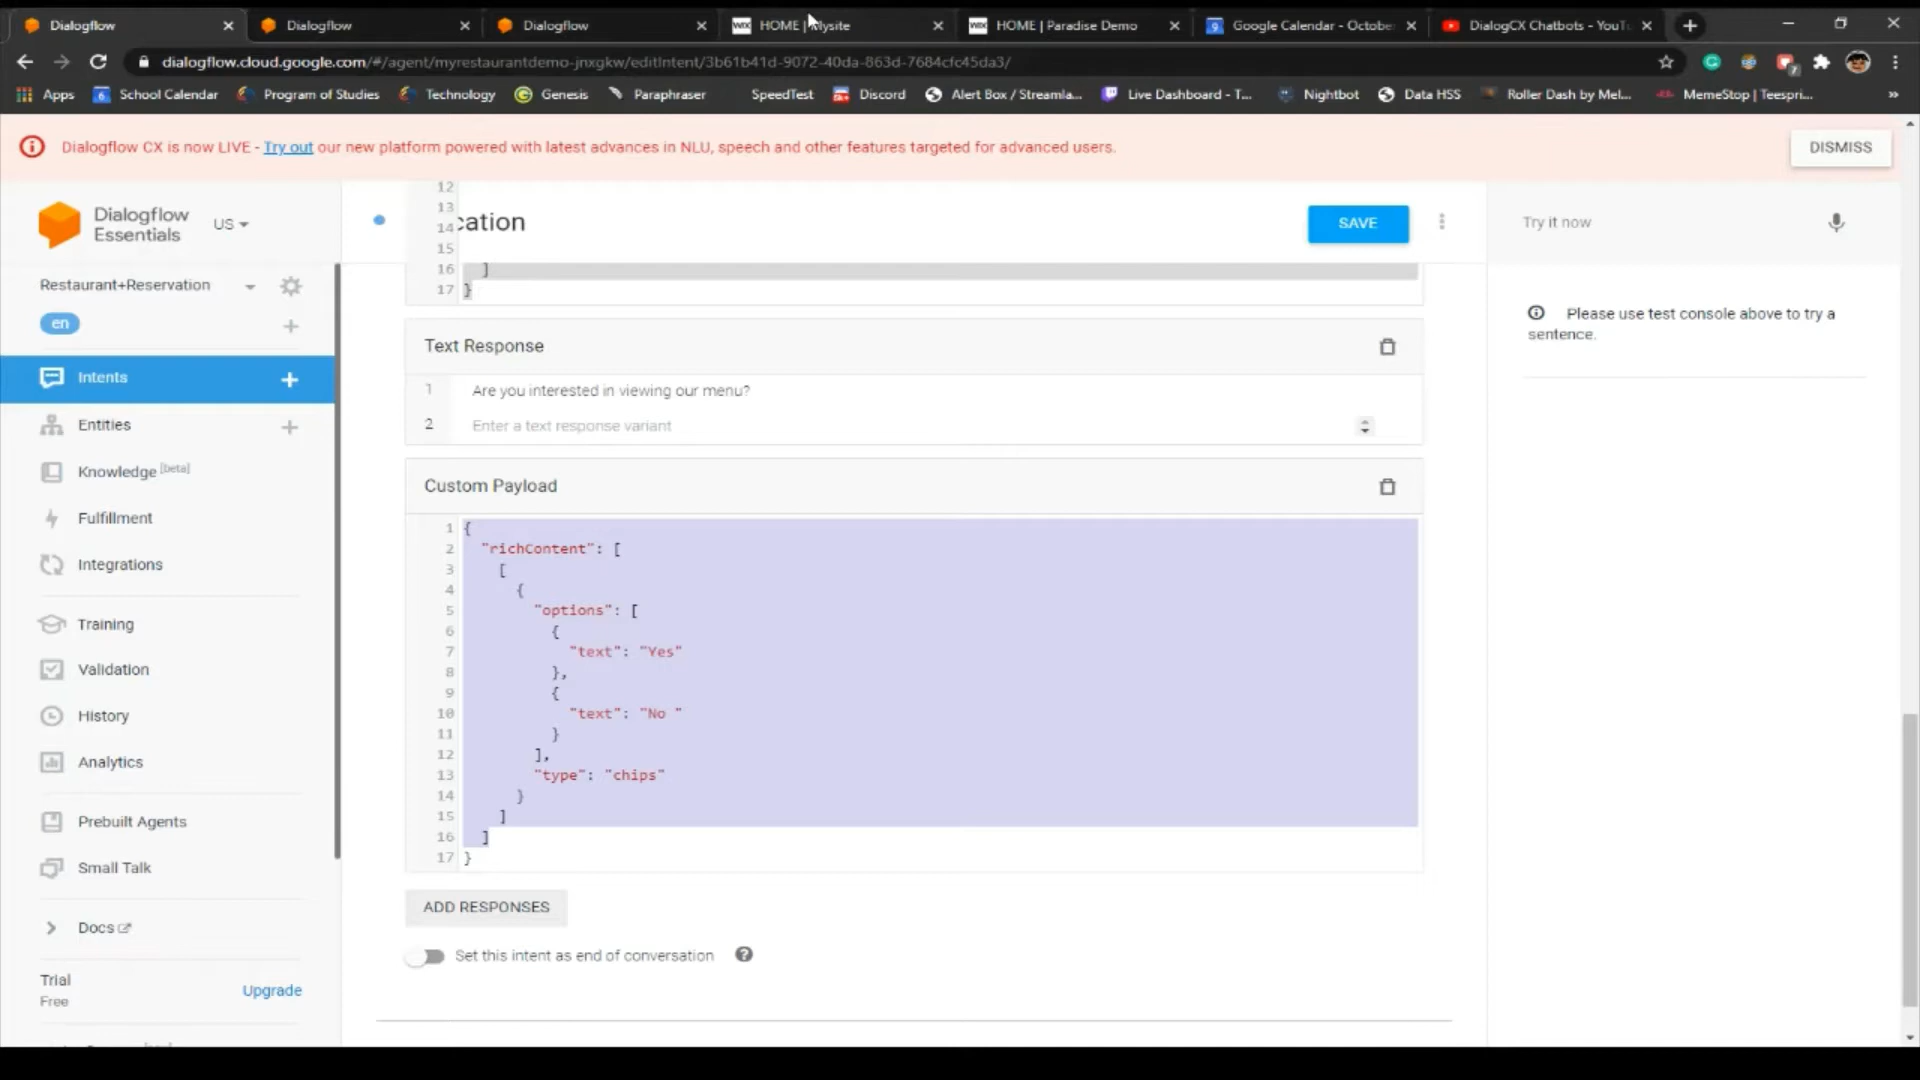 Dialogflow
Dialogflow
Dialogflow
HOME | Mysite
HOME | Paradise Demo
Google Calendar - October
DialogCX Chatbots - YouTu
dialogflow.cloud.google.com/#/agent/myrestaurantdemo-jnxgkw/editIntent/3b61b41d-9072-40da-863d-7684cfc45da3/
Apps
School Calendar
Program of Studies
Technology
Genesis
Paraphraser
SpeedTest
Discord
Alert Box / Streamla...
Live Dashboard - T...
Nightbot
Data HSS
Roller Dash by Mel...
MemeStop | Teespri...
Dialogflow CX is now LIVE - Try out our new platform powered with latest advances in NLU, speech and other features targeted for advanced users.
DISMISS
Dialogflow
Essentials
US
Restaurant+Reservation
en
Intents
Entities
Knowledge [beta]
Fulfillment
Integrations
Training
Validation
History
Analytics
Prebuilt Agents
Small Talk
Docs
Trial
Free
Upgrade
cation
SAVE
12
13
14
15
16 ]
17 }
Text Response
1 Are you interested in viewing our menu?
2 Enter a text response variant
Custom Payload
1 {
2 "richContent": [
3 [
4 {
5 "options": [
6 {
7 "text": "Yes"
8 },
9 {
10 "text": "No "
11 }
12 ],
13 "type": "chips"
14 }
15 ]
16 ]
17 }
ADD RESPONSES
Set this intent as end of conversation
Try it now
Please use test console above to try a
sentence.